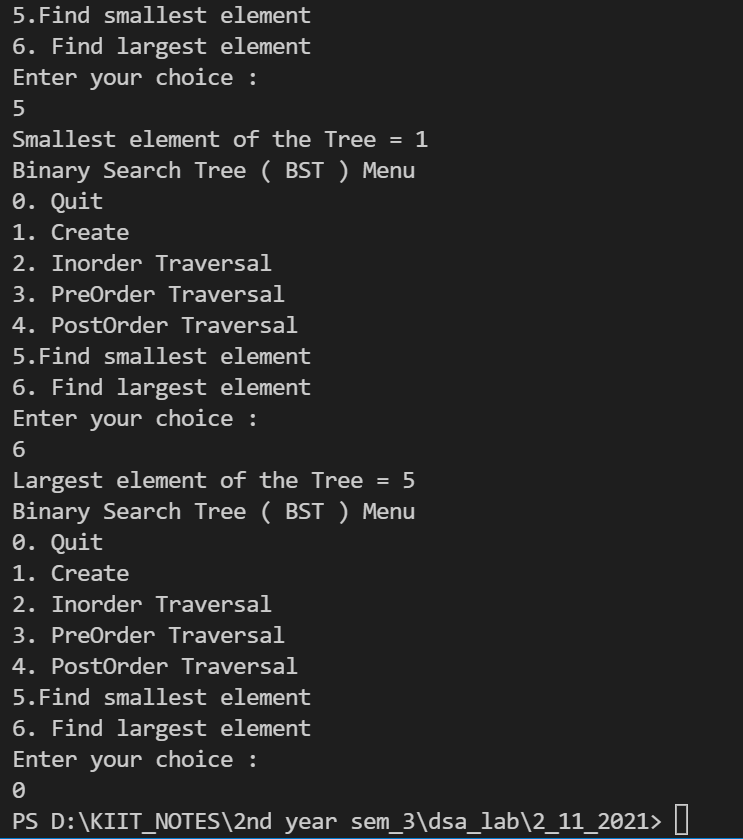 5.Find smallest element
6. Find largest element
Enter your choice :
5
Smallest element of the Tree = 1
Binary Search Tree ( BST ) Menu
0. Quit
1. Create
2. Inorder Traversal
3. PreOrder Traversal
4. PostOrder Traversal
5.Find smallest element
6. Find largest element
Enter your choice :
6
Largest element of the Tree = 5
Binary Search Tree ( BST ) Menu
0. Quit
1. Create
2. Inorder Traversal
3. PreOrder Traversal
4. PostOrder Traversal
5.Find smallest element
6. Find largest element
Enter your choice :
0
PS D:\KIIT_NOTES\2nd year sem_3\dsa_lab\2_11_2021>